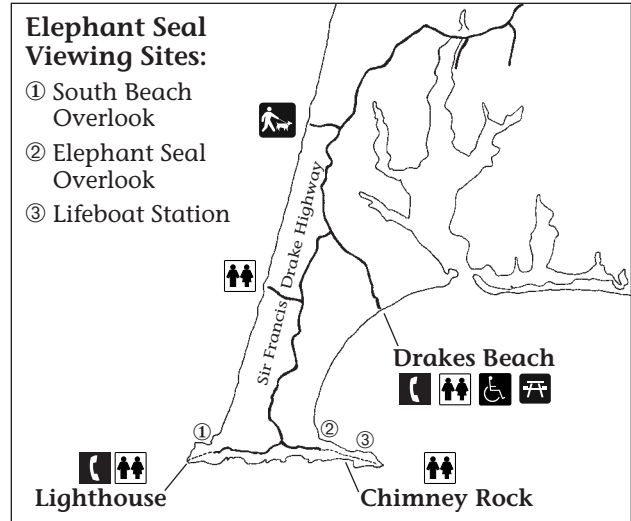 Elephant Seal
Viewing Sites:
① South Beach
Overlook
② Elephant Seal
Overlook
③ Lifeboat Station
Sir Francis Drake Highway
Drakes Beach
①
②
③
Lighthouse
Chimney Rock